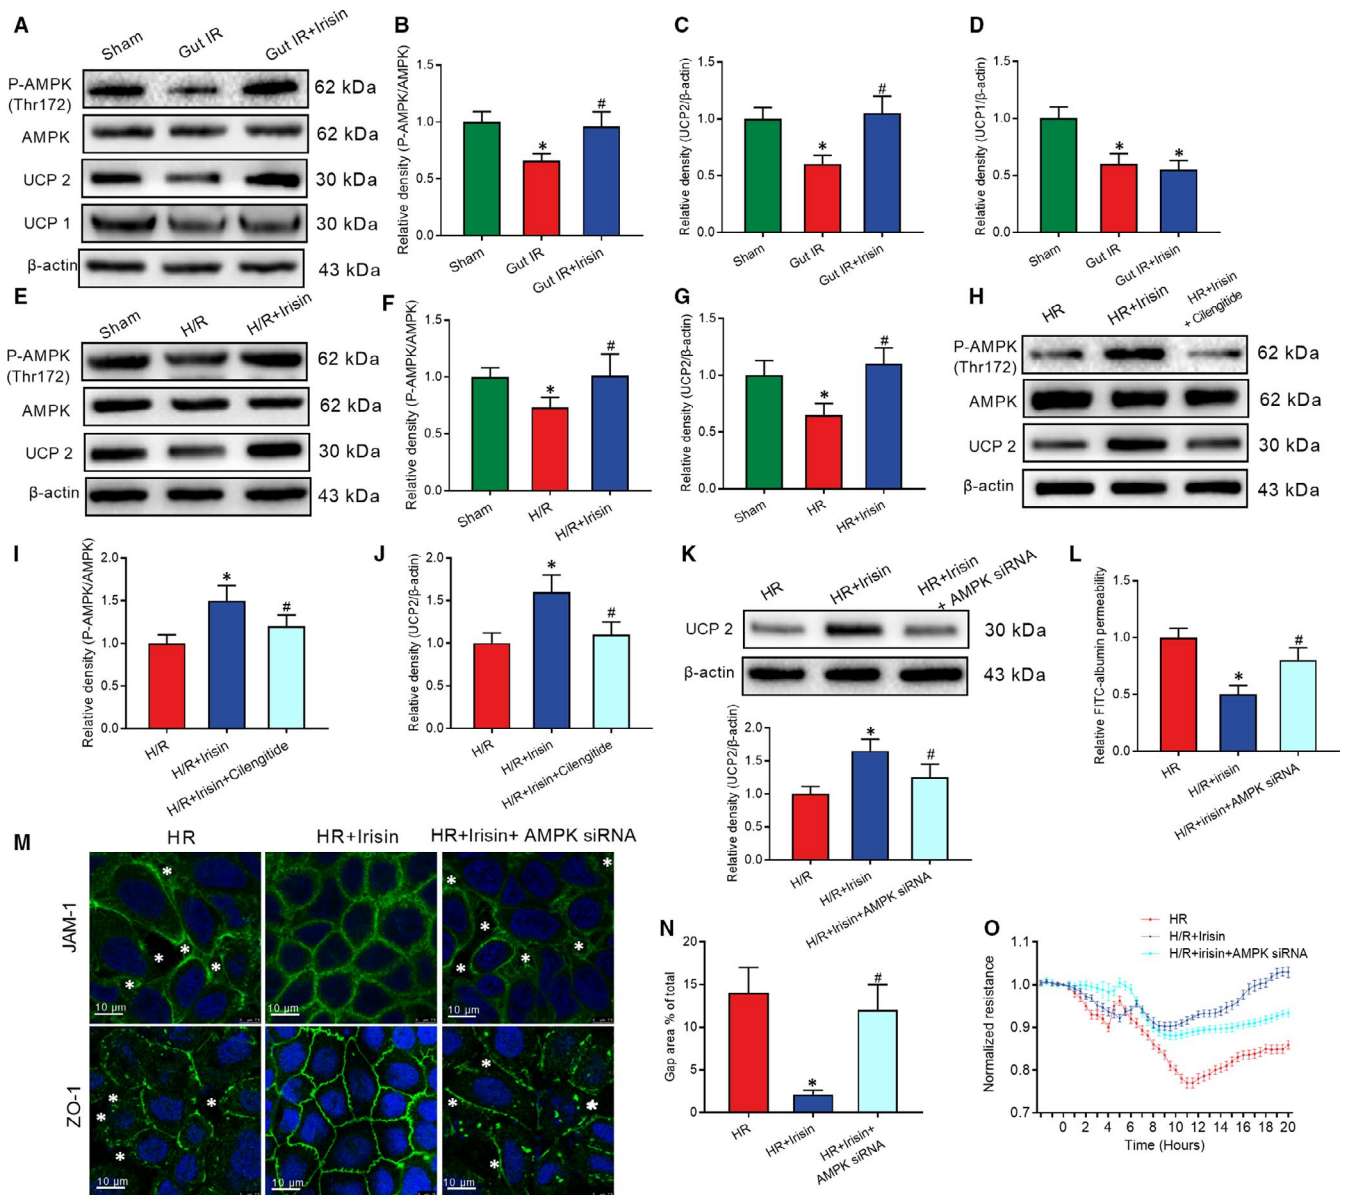 A
Sham
Gut IR
Gut IR+Irisin
P-AMPK
(Thr172)
62 kDa
AMPK
62 kDa
UCP 2
30 kDa
UCP 1
30 kDa
β-actin
43 kDa
B
Relative density (P-AMPK/AMPK)
1.5
1.0
0.5
0.0
*
#
Sham
Gut IR
Gut IR+Irisin
C
Relative density (UCP2/β-actin)
1.5
1.0
0.5
0.0
*
#
Sham
Gut IR
Gut IR+Irisin
D
Relative density (UCP1/β-actin)
1.5
1.0
0.5
0.0
*
*
Sham
Gut IR
Gut IR+Irisin
E
Sham
H/R
H/R+Irisin
P-AMPK
(Thr172)
62 kDa
AMPK
62 kDa
UCP 2
30 kDa
β-actin
43 kDa
F
Relative density (P-AMPK/AMPK)
1.5
1.0
0.5
0.0
*
#
Sham
H/R
H/R+Irisin
G
Relative density (UCP2/β-actin)
1.5
1.0
0.5
0.0
*
#
Sham
HR
HR+Irisin
H
HR
HR+Irisin
HR+Irisin
+ Cilengitide
P-AMPK
(Thr172)
62 kDa
AMPK
62 kDa
UCP 2
30 kDa
β-actin
43 kDa
I
Relative density (P-AMPK/AMPK)
2.0
1.5
1.0
0.5
0.0
*
#
H/R
H/R+Irisin
H/R+Irisin+Cilengitide
J
Relative density (UCP2/β-actin)
2.0
1.5
1.0
0.5
0.0
*
#
H/R
H/R+Irisin
H/R+Irisin+Cilengitide
K
HR
HR+Irisin
HR+Irisin
+ AMPK siRNA
UCP 2
30 kDa
β-actin
43 kDa
Relative density (UCP2/β-actin)
2.0
1.5
1.0
0.5
0.0
*
#
H/R
H/R+Irisin
H/R+Irisin+AMPK siRNA
L
Relative FITC-albumin permeability
1.5
1.0
0.5
0.0
*
#
HR
H/R+irisin
H/R+irisin+AMPK siRNA
M
HR
HR+Irisin
HR+Irisin+ AMPK siRNA
JAM-1
10 µm
10 µm
10 µm
ZO-1
10 µm
10 µm
10 µm
N
Gap area % of total
20
15
10
5
0
*
#
HR
HR+Irisin
HR+Irisin+
AMPK siRNA
O
HR
H/R+Irisin
H/R+irisin+AMPK siRNA
Normalized resistance
1.1
1.0
0.9
0.8
0.7
0 2 4 6 8 10 12 14 16 18 20
Time (Hours)